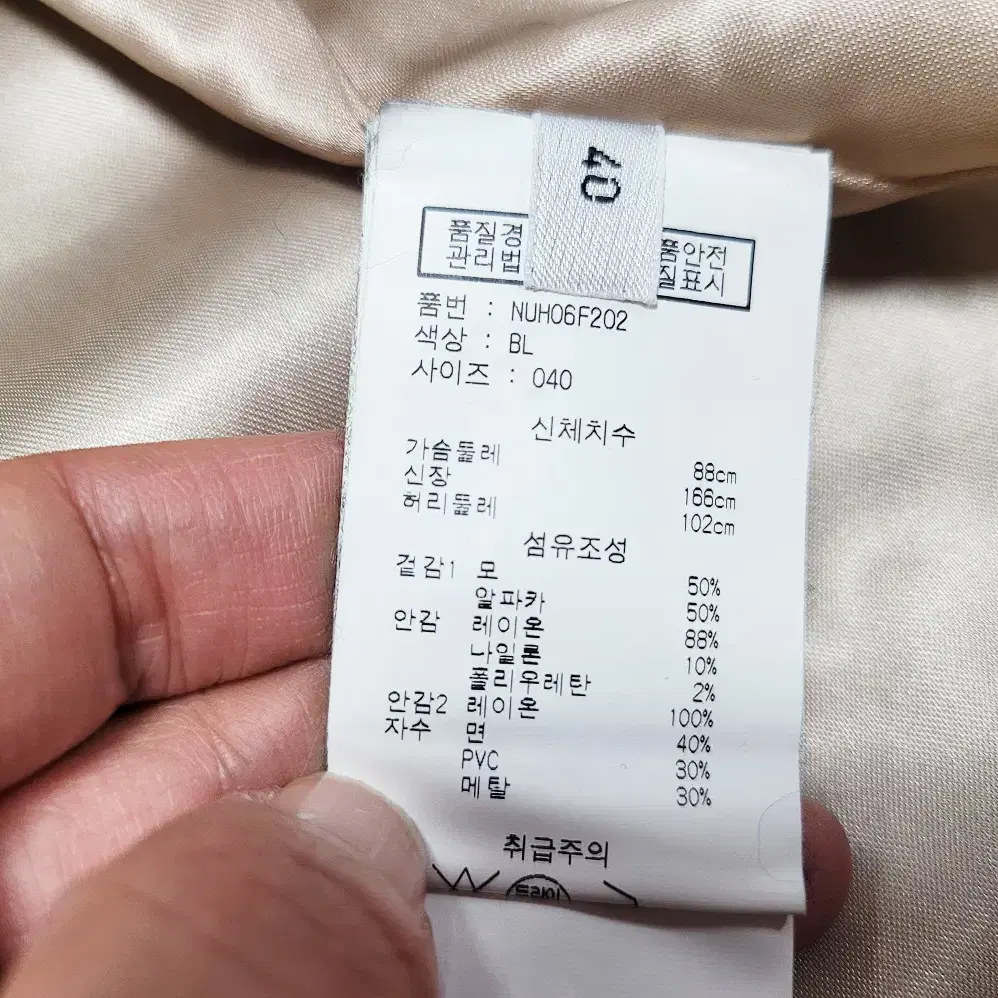 40
품질경 품안전
관리법 질표시
품번 : NUH06F202
색상 : BL
사이즈 : 040
신체치수
가슴둘레 88cm
신장 166cm
허리둘레 102cm
섬유조성
겉감1 모 50%
알파카 50%
안감 레이온 88%
나일론 10%
폴리우레탄 2%
안감2 레이온 100%
자수 면 40%
PVC 30%
메탈 30%
취급주의
드라이